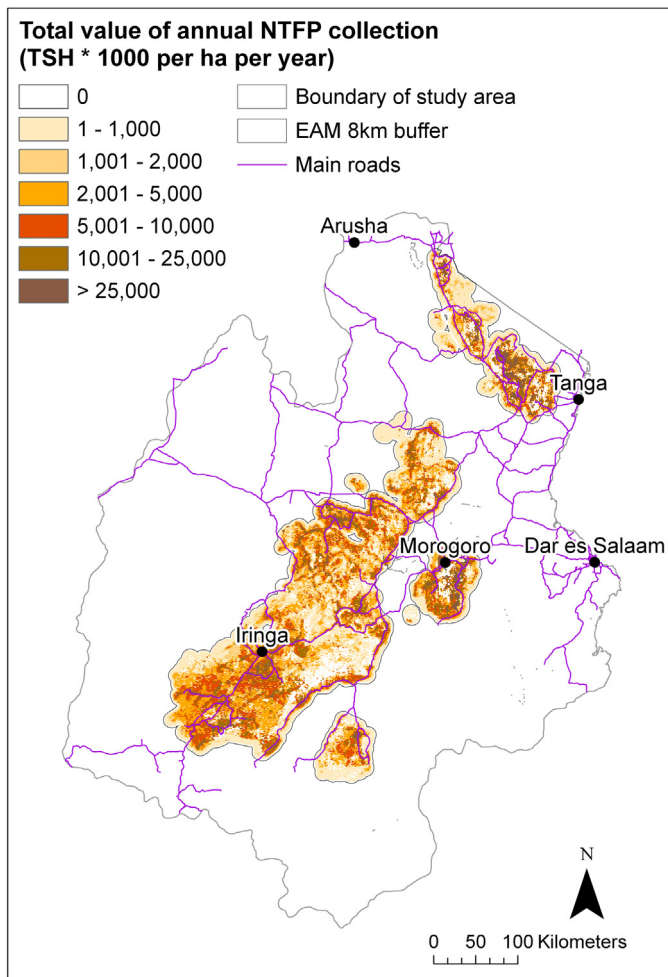 Total value of annual NTFP collection
(TSH * 1000 per ha per year)
0
1 - 1,000
1,001 - 2,000
2,001 - 5,000
5,001 - 10,000
10,001 - 25,000
> 25,000
Boundary of study area
EAM 8km buffer
Main roads
Arusha
Tanga
Morogoro
Dar es Salaam
Iringa
N
0 50 100 Kilometers